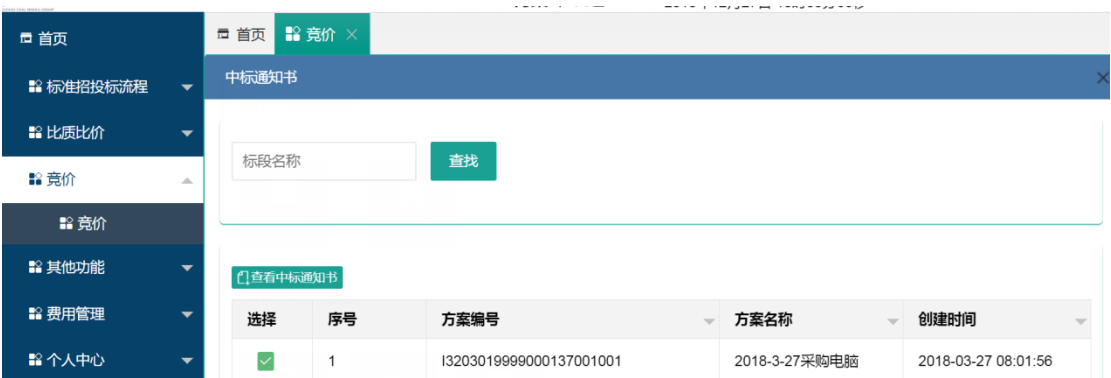 首页
标准招投标流程
比质比价
竞价
竞价
其他功能
费用管理
个人中心
首页 竞价
中标通知书
标段名称 查找
查看中标通知书
选择 序号 方案编号 方案名称 创建时间
1 I3203019999000137001001 2018-3-27采购电脑 2018-03-27 08:01:56